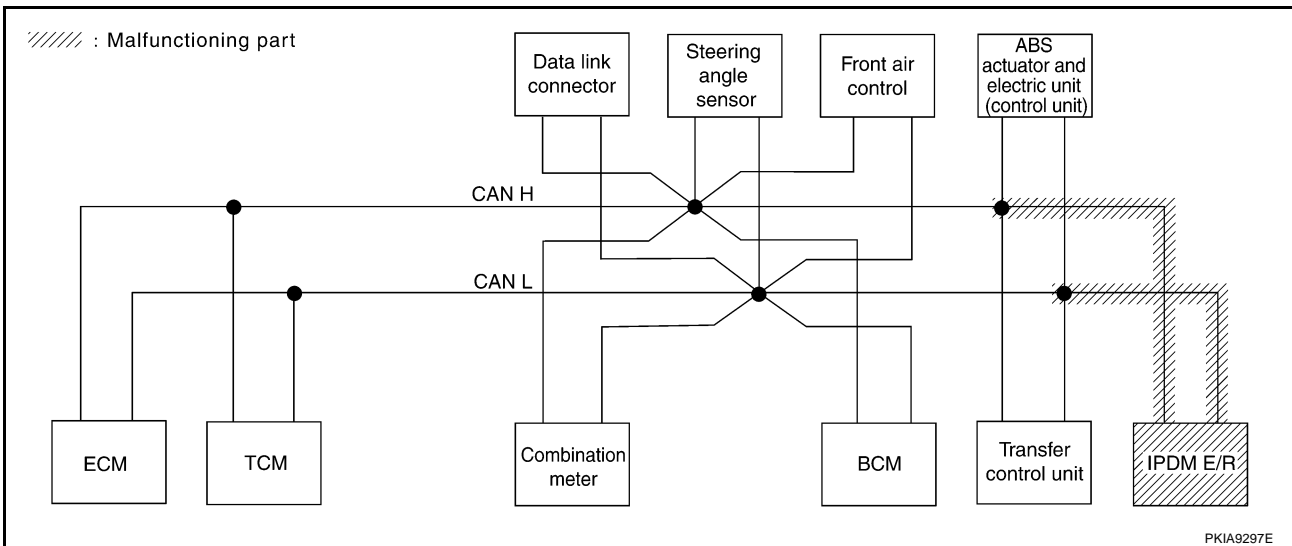 : Malfunctioning part
Data link
connector
Steering
angle
sensor
Front air
control
ABS
actuator and
electric unit
(control unit)
CAN H
CAN L
ECM
TCM
Combination
meter
BCM
Transfer
control unit
IPDM E/R
PKIA9297E